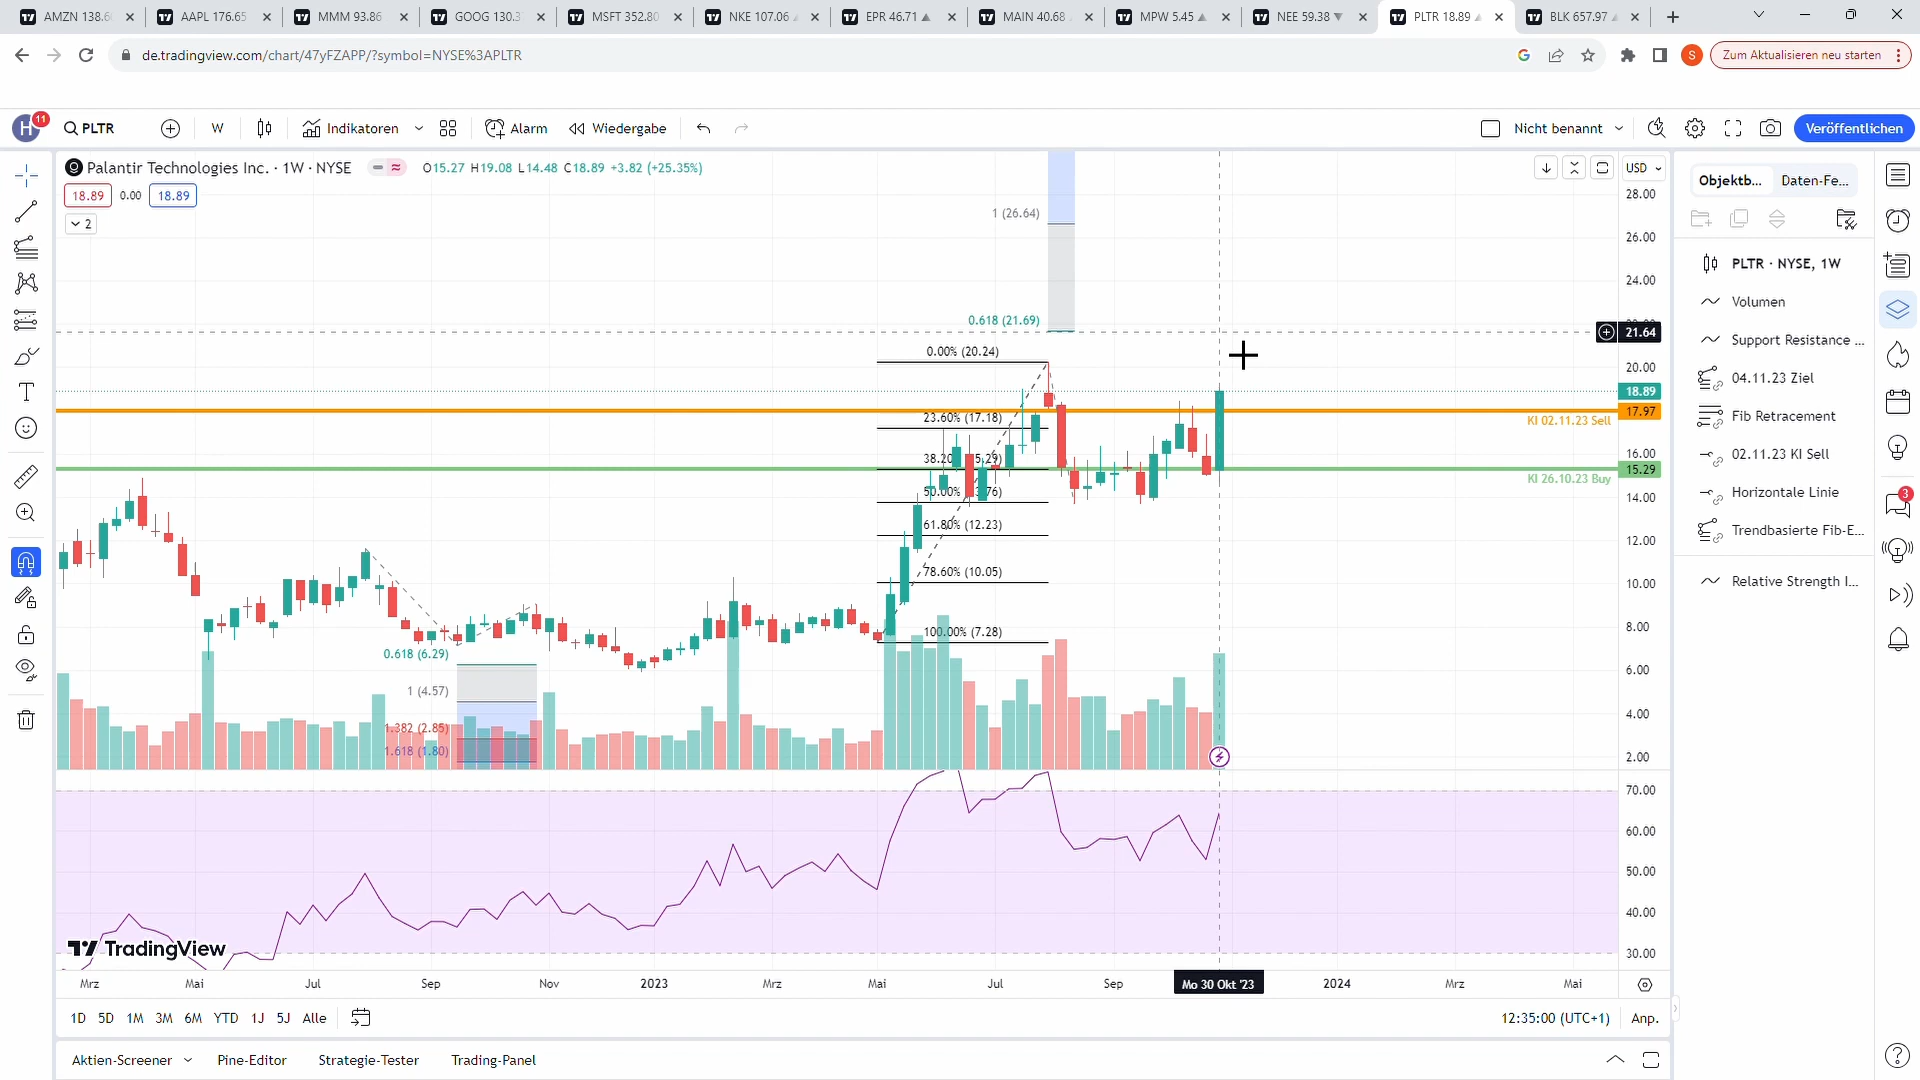 AMZN 138.6
AAPL 176.65
MMM 93.86
GOOG 130.3
MSFT 352.80
NKE 107.06 ▲
EPR 46.71 ▲
MAIN 40.68
MPW 5.45 ▲
NEE 59.38 ▼
PLTR 18.89 ▲
BLK 657.97
de.tradingview.com/chart/47yFZAPP/?symbol=NYSE%3APLTR
S
Zum Aktualisieren neu starten
H
11
PLTR
W
Indikatoren
Alarm
Wiedergabe
Nicht benannt
Veröffentlichen
Palantir Technologies Inc. · 1W · NYSE
O15.27 H19.08 L14.48 C18.89 +3.82 (+25.35%)
18.89 0.00 18.89
2
USD
Objektb...
Daten-Fe...
PLTR · NYSE, 1W
Volumen
Support Resistance ...
04.11.23 Ziel
Fib Retracement
02.11.23 KI Sell
Horizontale Linie
Trendbasierte Fib-E...
Relative Strength I...
3
1 (26.64)
0.618 (21.69)
0.00% (20.24)
23.60% (17.18)
61.80% (12.23)
78.60% (10.05)
100.00% (7.28)
0.618 (6.29)
1 (4.57)
1.382 (2.85)
1.618 (1.80)
KI 02.11.23 Sell
KI 26.10.23 Buy
28.00
26.00
24.00
21.64
20.00
18.89
17.97
16.00
15.29
14.00
12.00
10.00
8.00
6.00
4.00
2.00
70.00
60.00
50.00
40.00
30.00
TradingView
Mrz Mai Jul Sep Nov 2023 Mrz Mai Jul Sep Mo 30 Okt '23 2024 Mrz Mai
1D 5D 1M 3M 6M YTD 1J 5J Alle
12:35:00 (UTC+1) Anp.
Aktien-Screener Pine-Editor Strategie-Tester Trading-Panel